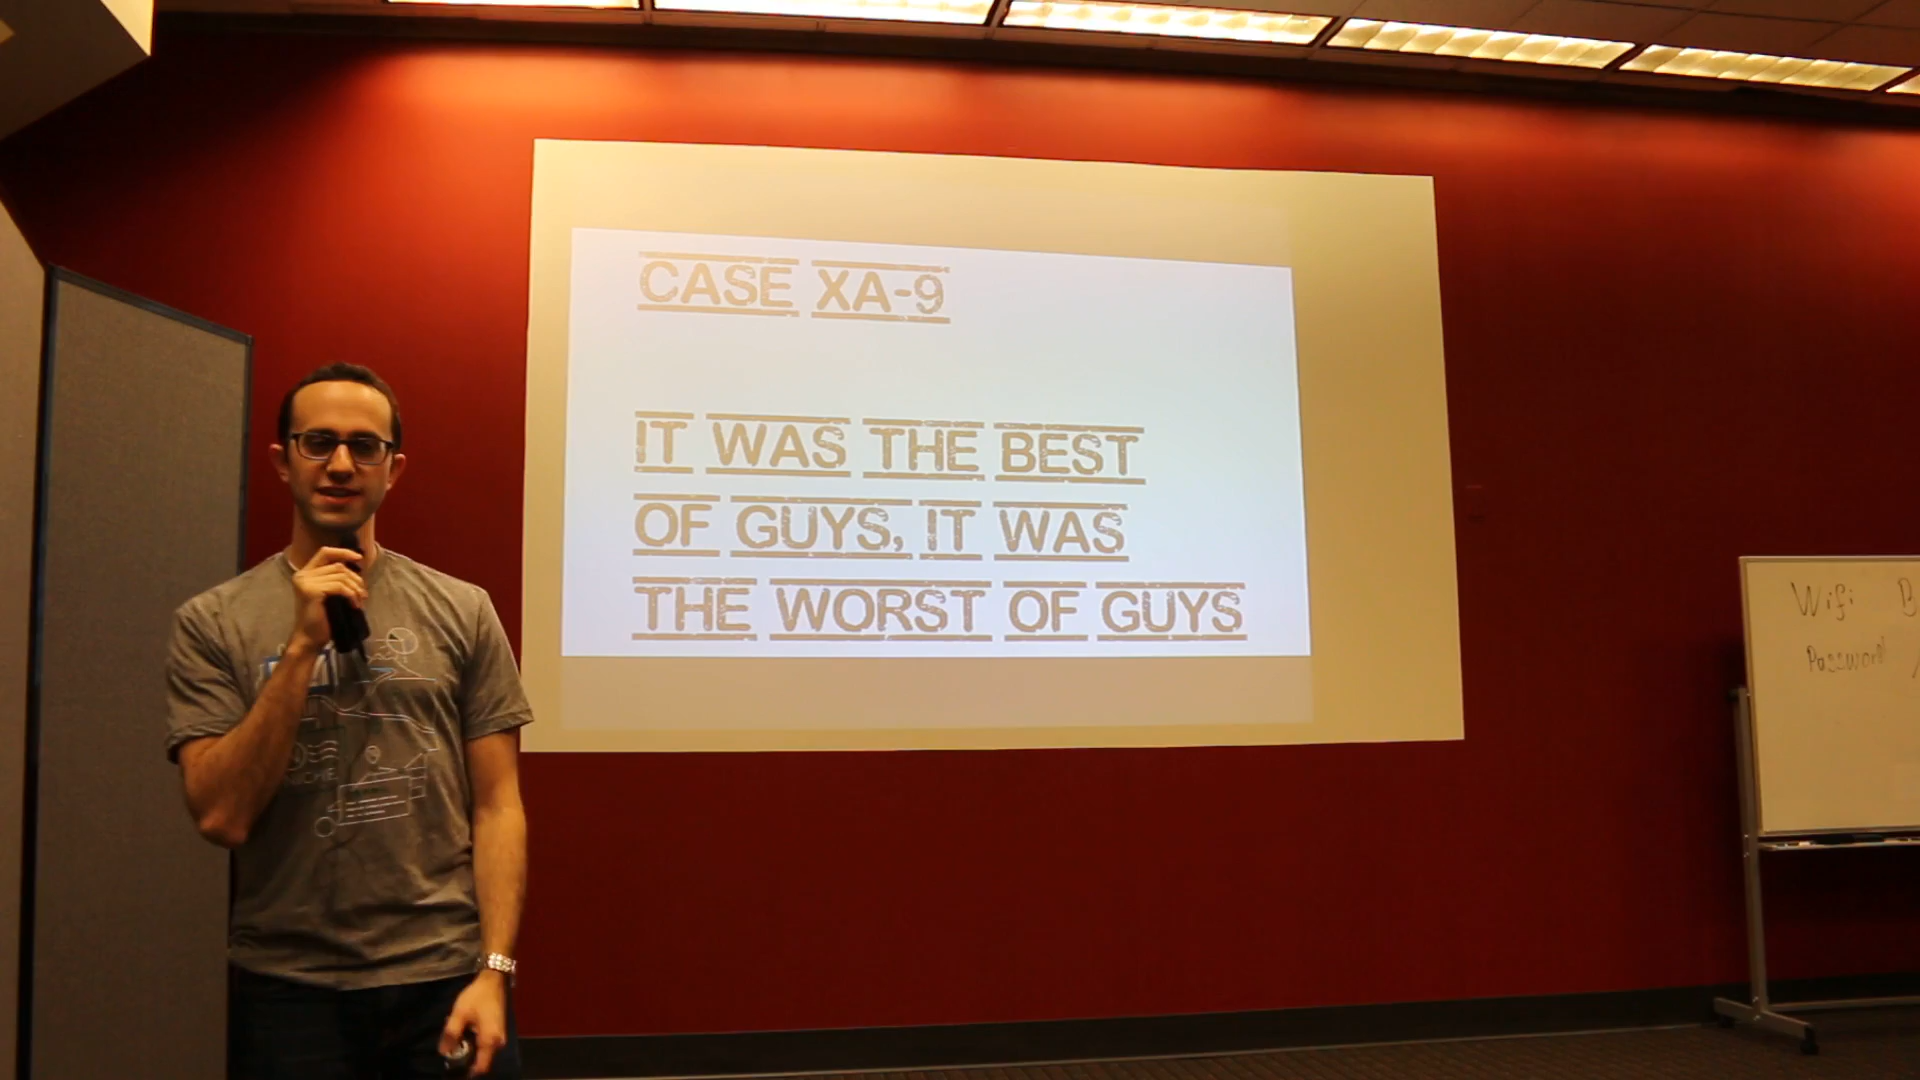 CASE XA-9
IT WAS THE BEST
OF GUYS, IT WAS
THE WORST OF GUYS
Wifi
Password